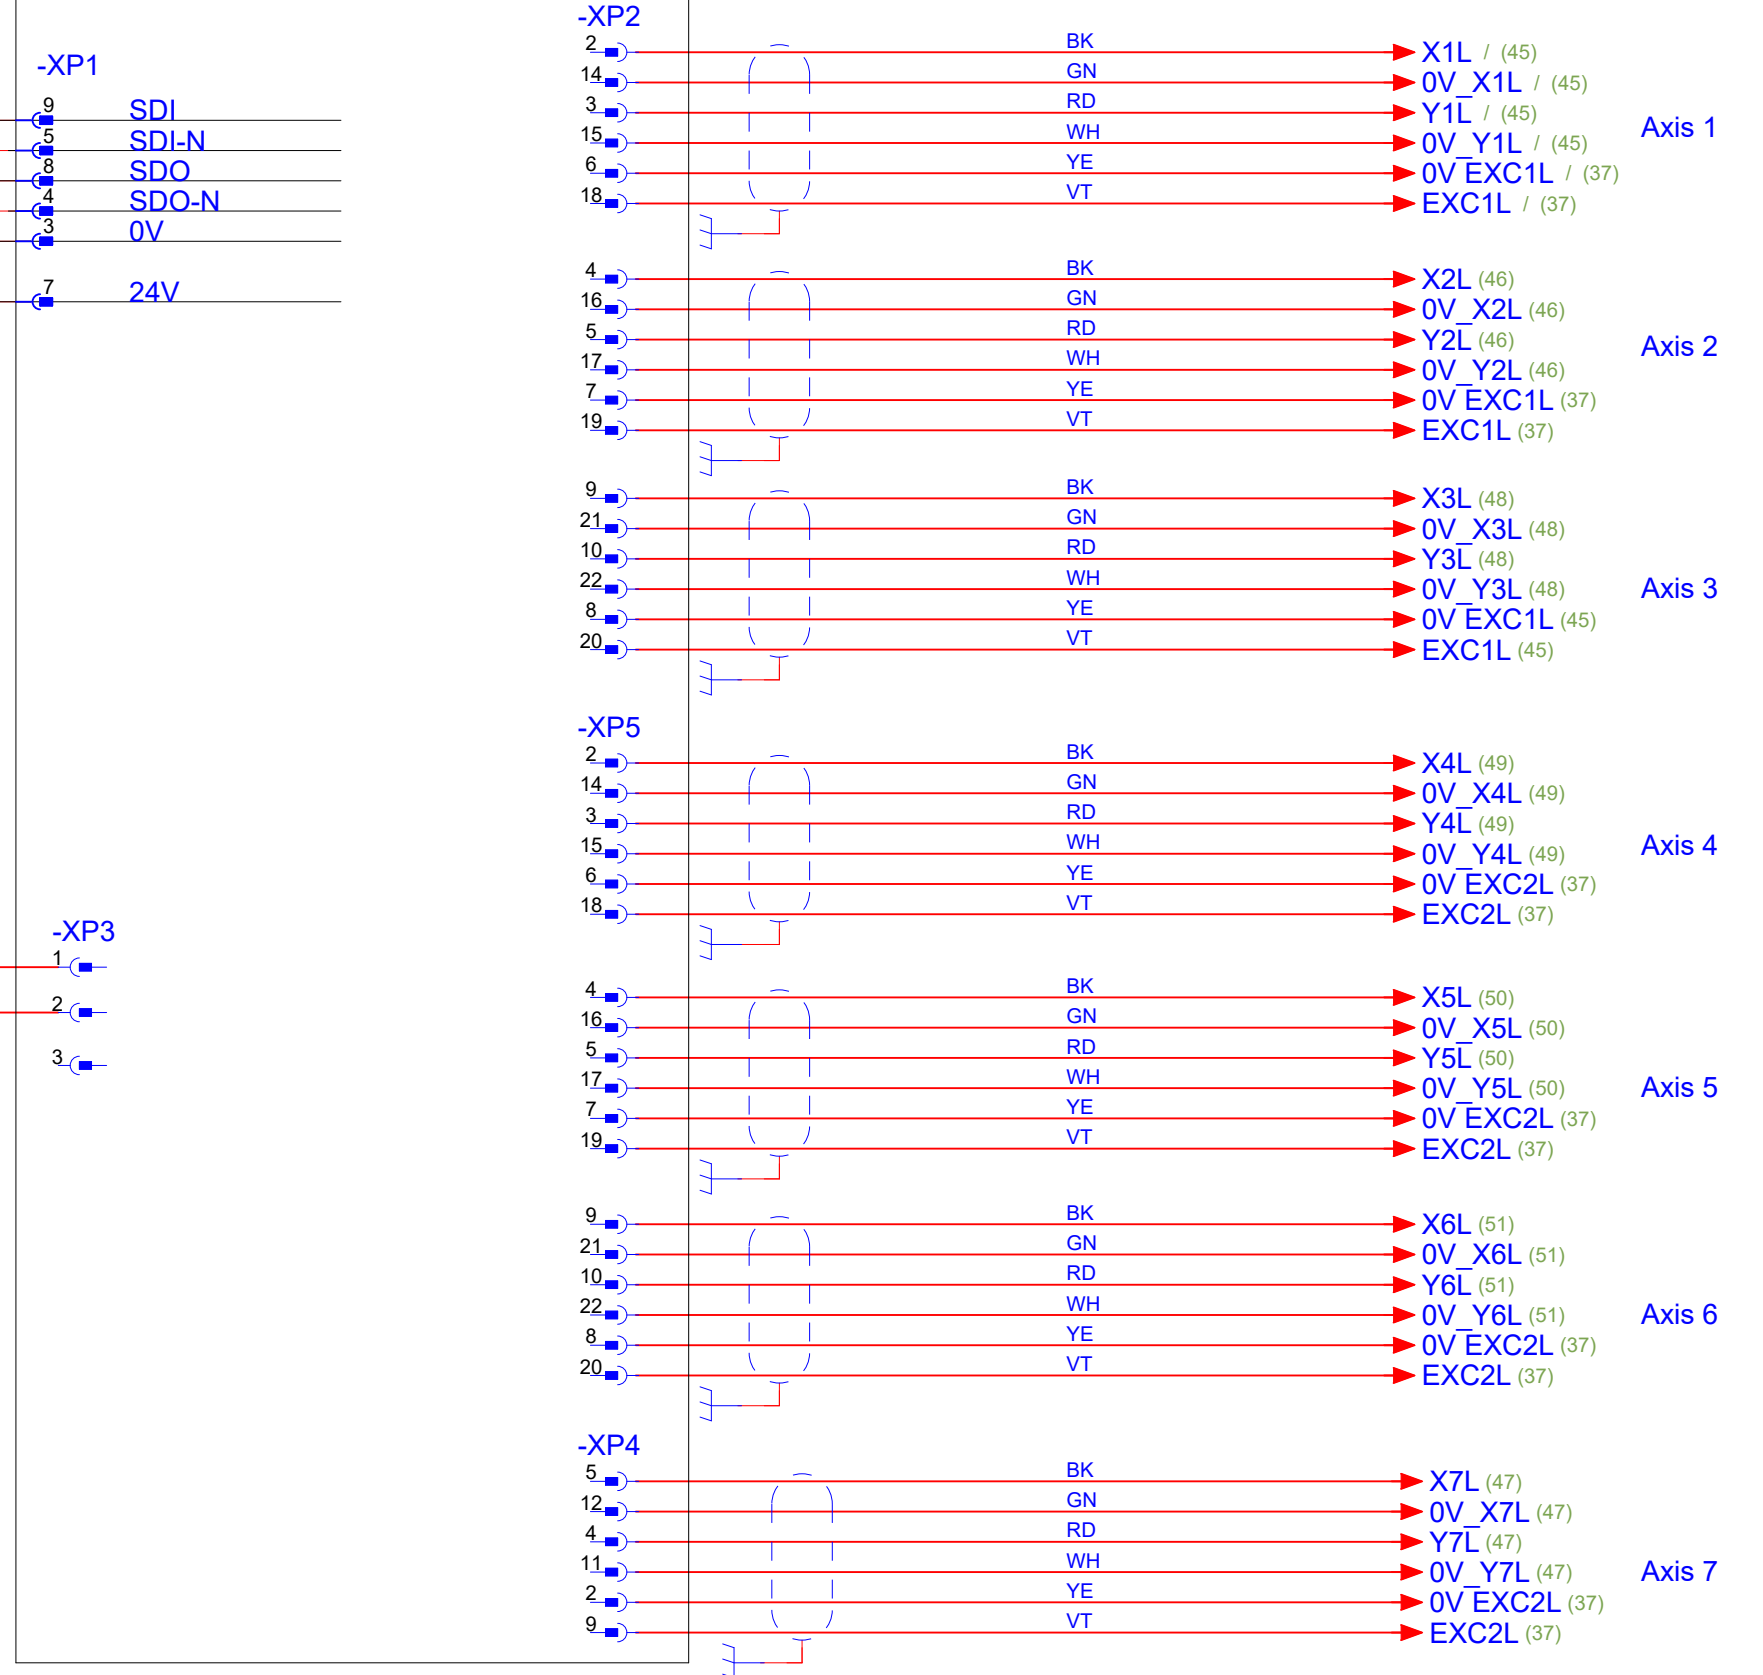 -XP1
9 SDI
5 SDI-N
8 SDO
4 SDO-N
3 0V
7 24V
-XP3
1
2
3
-XP2
2 BK X1L / (45)
14 GN 0V_X1L / (45)
3 RD Y1L / (45)
15 WH 0V_Y1L / (45)
6 YE 0V EXC1L / (37)
18 VT EXC1L / (37)
Axis 1
4 BK X2L (46)
16 GN 0V_X2L (46)
5 RD Y2L (46)
17 WH 0V_Y2L (46)
7 YE 0V EXC1L (37)
19 VT EXC1L (37)
Axis 2
9 BK X3L (48)
21 GN 0V_X3L (48)
10 RD Y3L (48)
22 WH 0V_Y3L (48)
8 YE 0V EXC1L (45)
20 VT EXC1L (45)
Axis 3
-XP5
2 BK X4L (49)
14 GN 0V_X4L (49)
3 RD Y4L (49)
15 WH 0V_Y4L (49)
6 YE 0V EXC2L (37)
18 VT EXC2L (37)
Axis 4
4 BK X5L (50)
16 GN 0V_X5L (50)
5 RD Y5L (50)
17 WH 0V_Y5L (50)
7 YE 0V EXC2L (37)
19 VT EXC2L (37)
Axis 5
9 BK X6L (51)
21 GN 0V_X6L (51)
10 RD Y6L (51)
22 WH 0V_Y6L (51)
8 YE 0V EXC2L (37)
20 VT EXC2L (37)
Axis 6
-XP4
5 BK X7L (47)
12 GN 0V_X7L (47)
4 RD Y7L (47)
11 WH 0V_Y7L (47)
2 YE 0V EXC2L (37)
9 VT EXC2L (37)
Axis 7